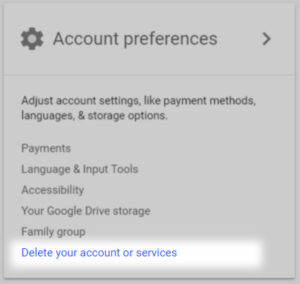 Account preferences
Adjust account settings, like payment methods,
languages, & storage options.
Payments
Language & Input Tools
Accessibility
Your Google Drive storage
Family group
Delete your account or services